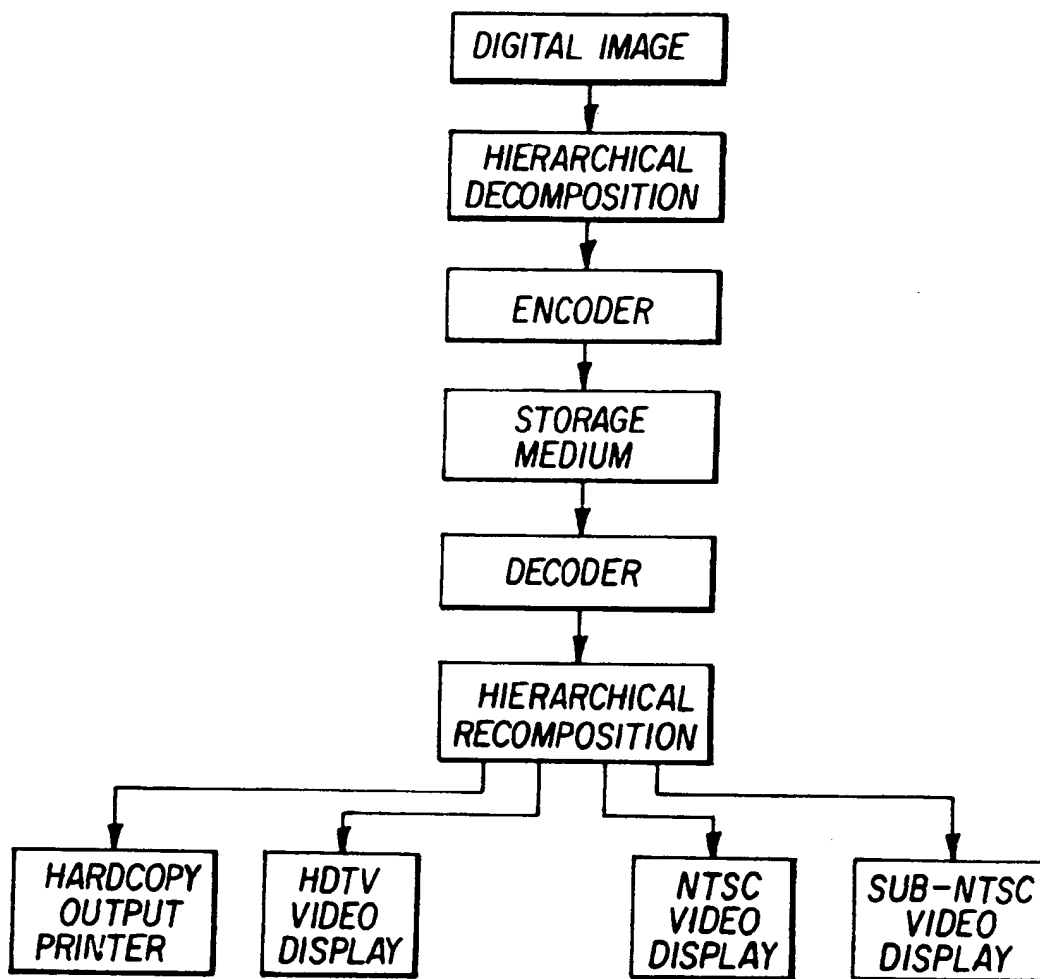 DIGITAL IMAGE
HIERARCHICAL
DECOMPOSITION
ENCODER
STORAGE
MEDIUM
DECODER
HIERARCHICAL
RECOMPOSITION
HARDCOPY
OUTPUT
PRINTER
HDTV
VIDEO
DISPLAY
NTSC
VIDEO
DISPLAY
SUB-NTSC
VIDEO
DISPLAY